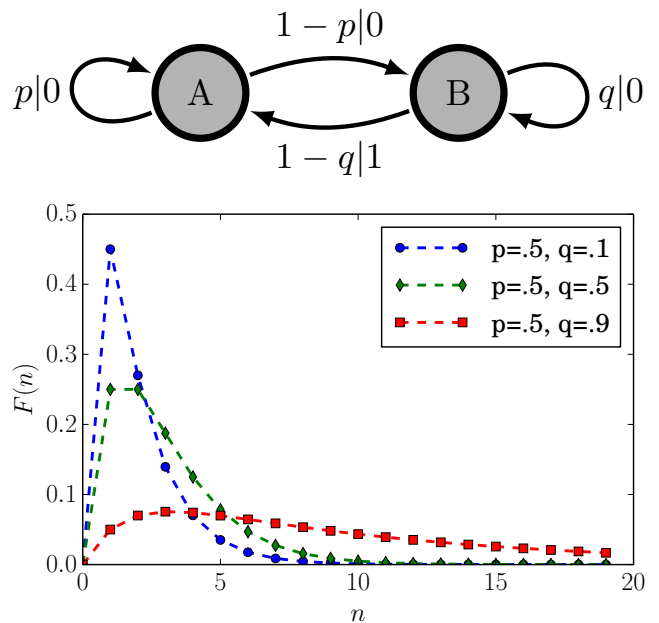 1 − p|0
p|0
A
B
q|0
1 − q|1
0.5
0.4
0.3
0.2
0.1
0.0
F(n)
p=.5, q=.1
p=.5, q=.5
p=.5, q=.9
0
5
10
15
20
n